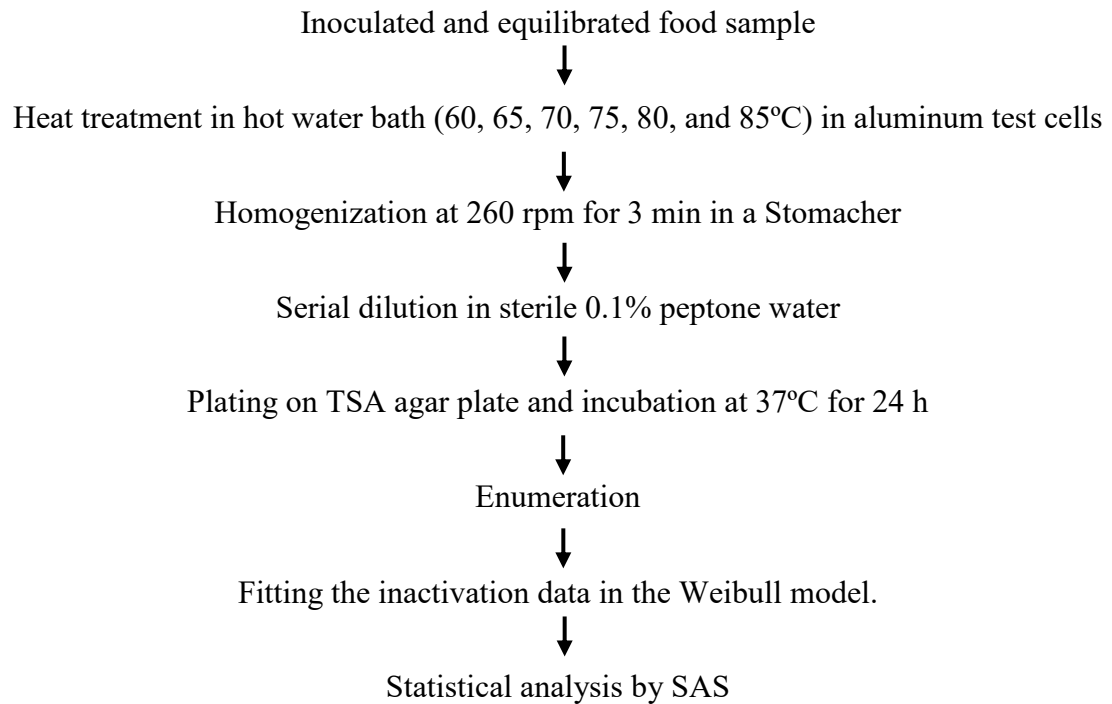 Inoculated and equilibrated food sample
Heat treatment in hot water bath (60, 65, 70, 75, 80, and 85ºC) in aluminum test cells
Homogenization at 260 rpm for 3 min in a Stomacher
Serial dilution in sterile 0.1% peptone water
Plating on TSA agar plate and incubation at 37ºC for 24 h
Enumeration
Fitting the inactivation data in the Weibull model.
Statistical analysis by SAS